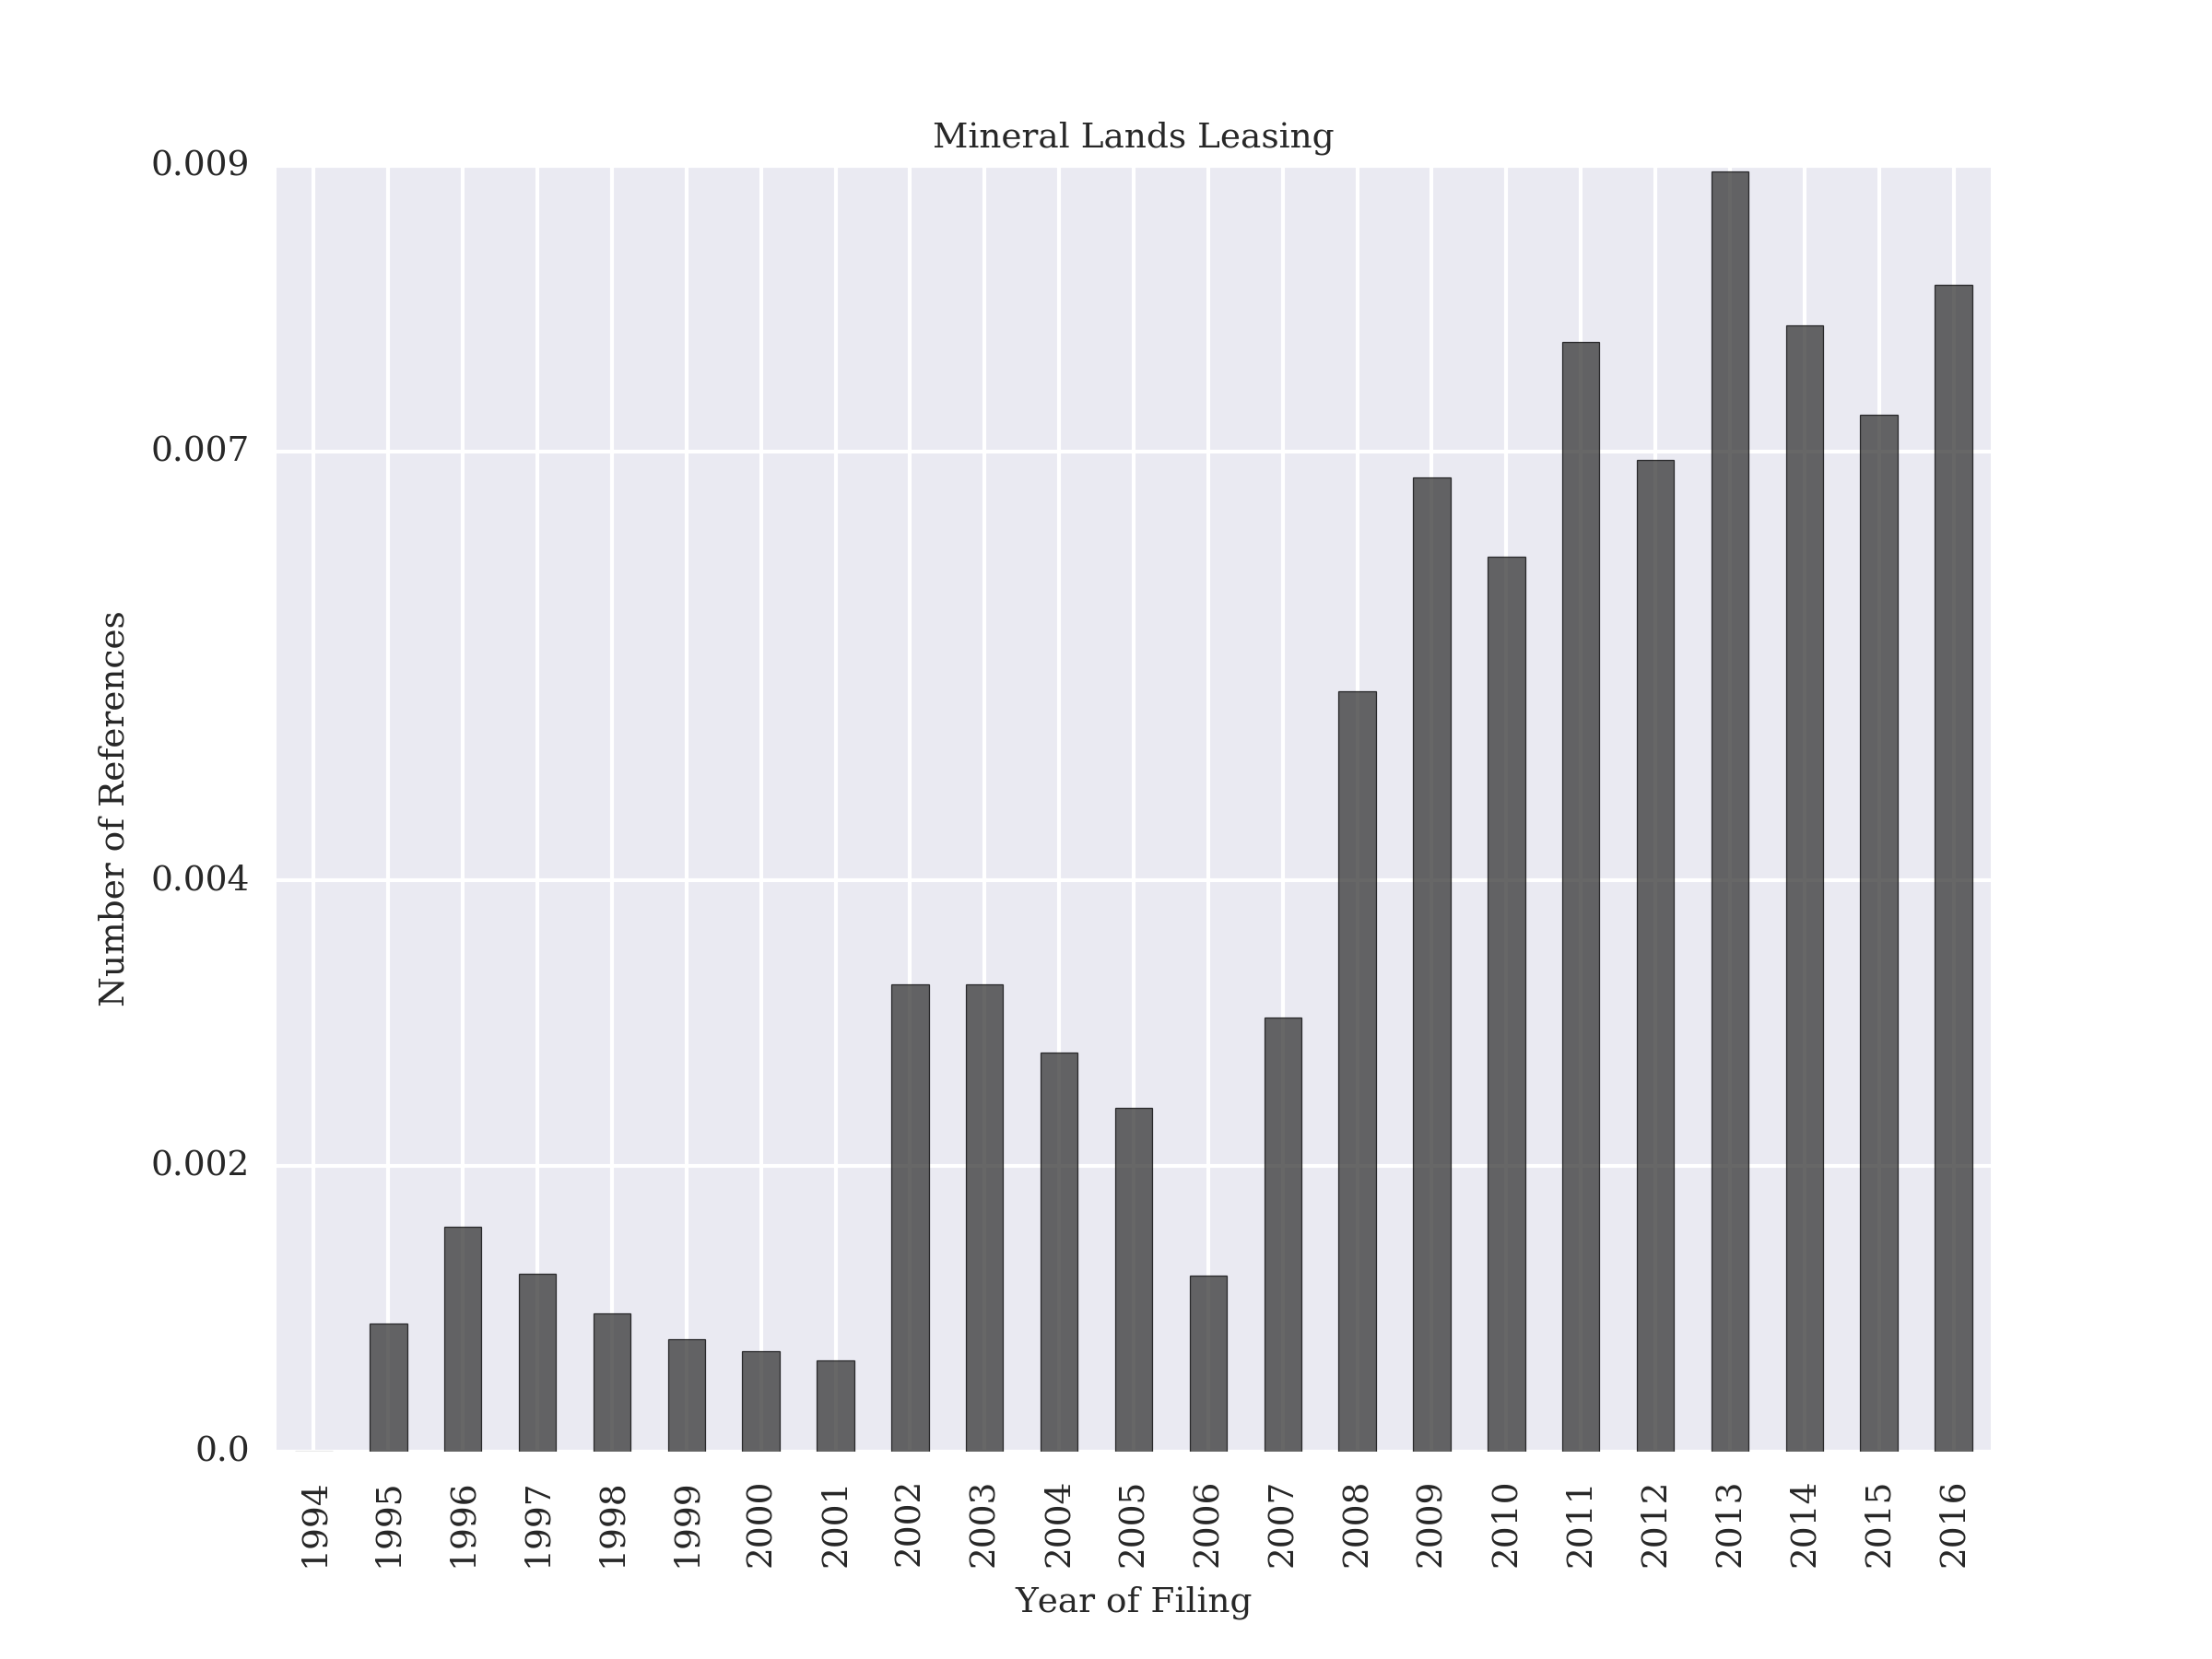 Mineral Lands Leasing
0.009
0.007
0.004
0.002
0.0
Number of References
1994 1995 1996 1997 1998 1999 2000 2001 2002 2003 2004 2005 2006 2007 2008 2009 2010 2011 2012 2013 2014 2015 2016
Year of Filing